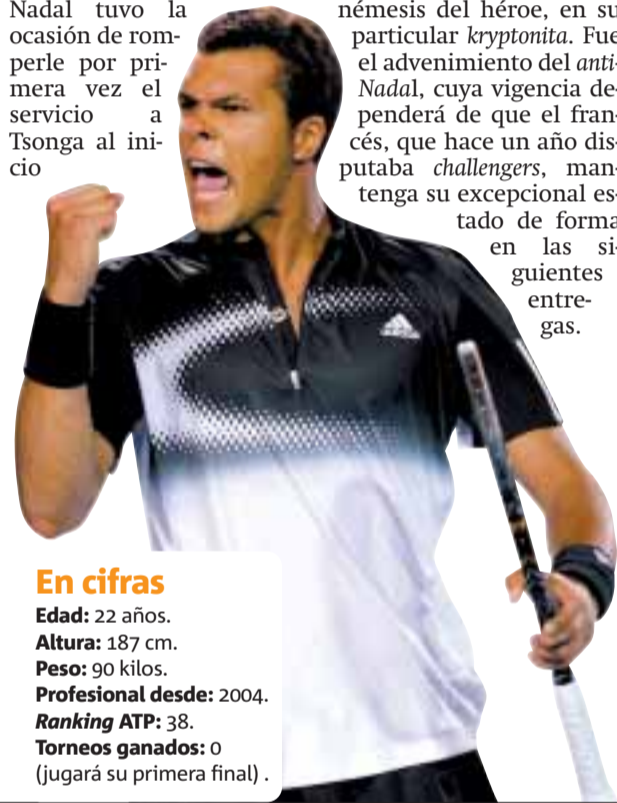 Nadal tuvo la
ocasión de rom-
perle por pri-
mera vez el
servicio a
Tsonga al ini-
cio
némesis del héroe, en su
particular kryptonita. Fue
el advenimiento del anti-
Nadal, cuya vigencia de-
penderá de que el fran-
cés, que hace un año dis-
putaba challengers, man-
tenga su excepcional es-
tado de forma
en las si-
guientes
entre-
gas.
En cifras
Edad: 22 años.
Altura: 187 cm.
Peso: 90 kilos.
Profesional desde: 2004.
Ranking ATP: 38.
Torneos ganados: 0
(jugará su primera final) .